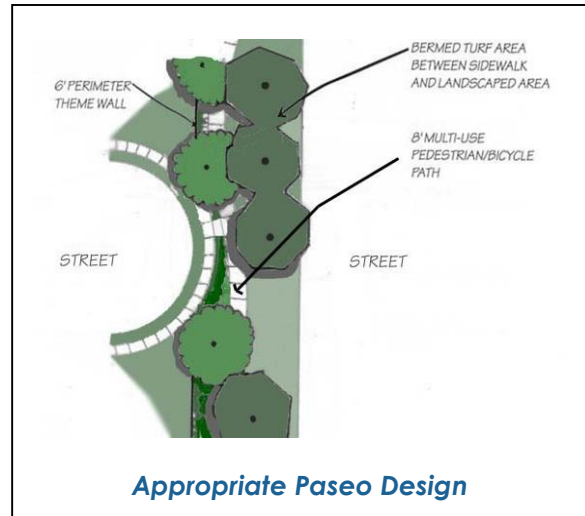 BERMED TURF AREA
BETWEEN SIDEWALK
AND LANDSCAPED AREA
6' PERIMETER
THEME WALL
8' MULTI-USE
PEDESTRIAN/BICYCLE
PATH
STREET
STREET
Appropriate Paseo Design